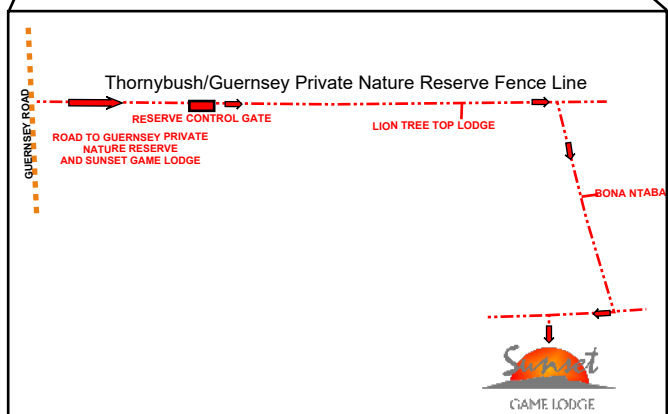 Thornybush/Guernsey Private Nature Reserve Fence Line
GUERNSEY ROAD
RESERVE CONTROL GATE
LION TREE TOP LODGE
ROAD TO GUERNSEY PRIVATE
NATURE RESERVE
AND SUNSET GAME LODGE
BONA NTABA
Sunset
GAME LODGE